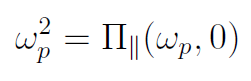 ω_p^2 = Π_∥(ω_p, 0)